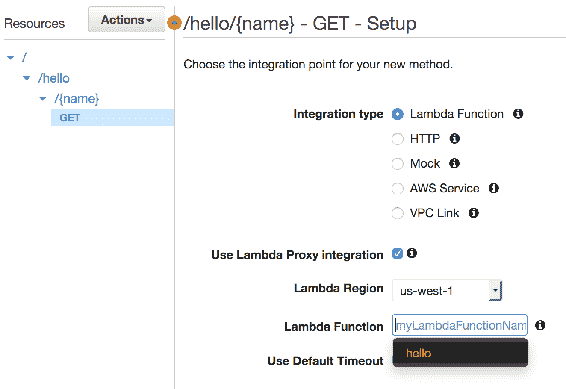 Resources
Actions
/hello/{name} - GET - Setup
/
/hello
/{name}
GET
Choose the integration point for your new method.
Integration type
Lambda Function
HTTP
Mock
AWS Service
VPC Link
Use Lambda Proxy integration
Lambda Region
us-west-1
Lambda Function
myLambdaFunctionNam
hello
Use Default Timeout